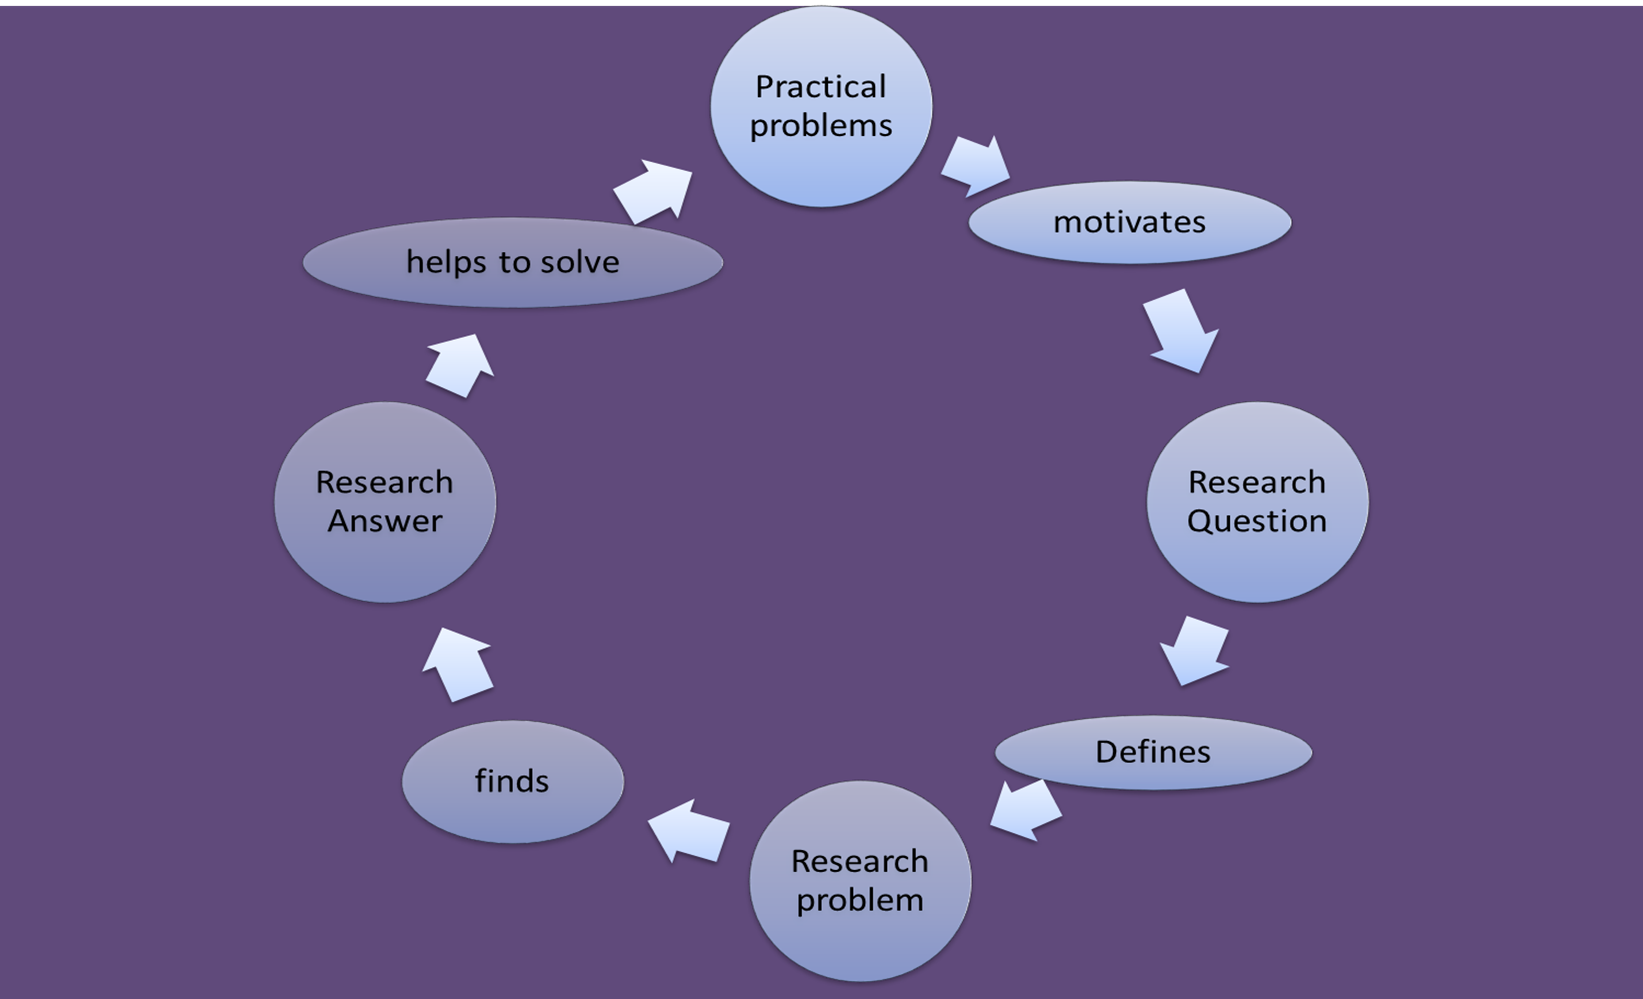 Practical
problems
motivates
Research
Question
Defines
Research
problem
finds
Research
Answer
helps to solve